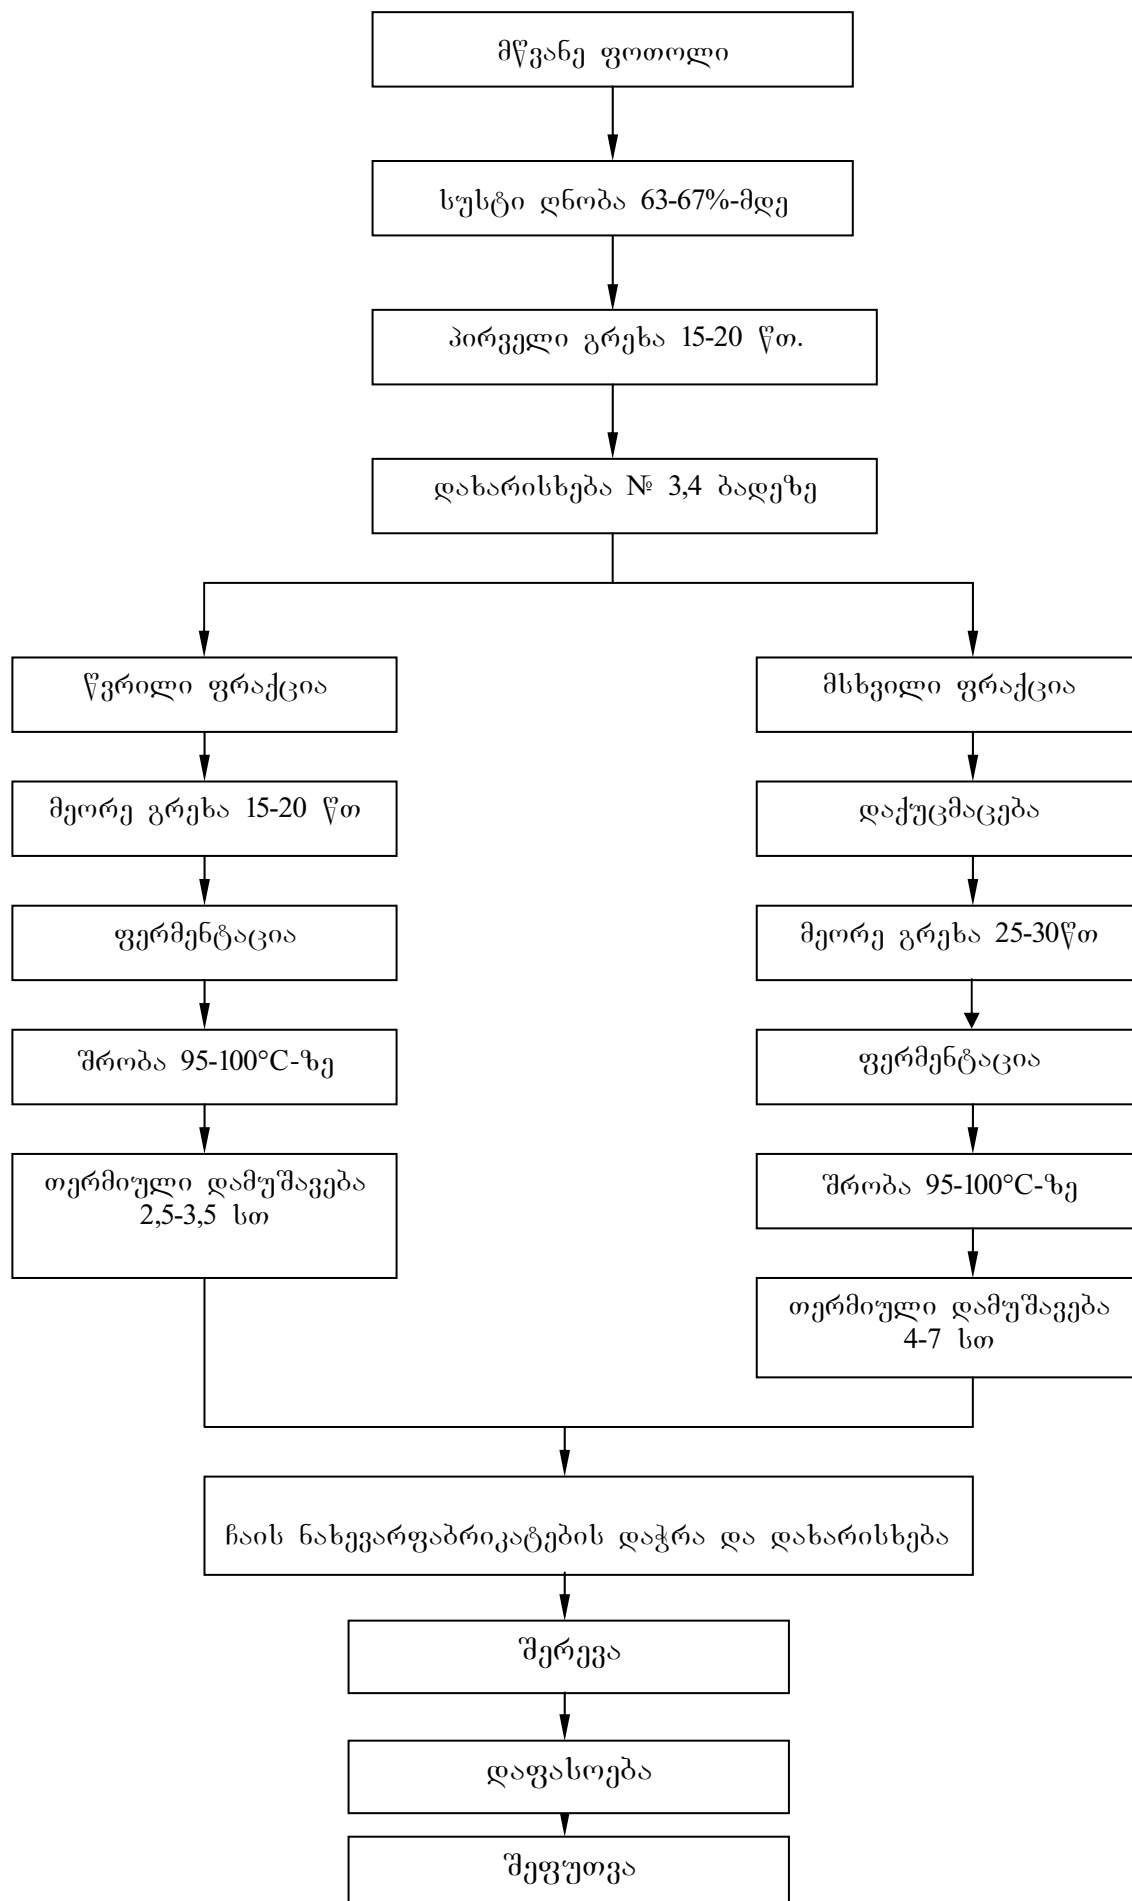 მწვანე ფოთოლი
სუსტი ღნობა 63-67%-მდე
პირველი გრეხა 15-20 წთ.
დახარისხება № 3,4 ბადეზე
წვრილი ფრაქცია
მეორე გრეხა 15-20 წთ
ფერმენტაცია
შრობა 95-100°C-ზე
თერმიული დამუშავება
2,5-3,5 სთ
მსხვილი ფრაქცია
დაქუცმაცება
მეორე გრეხა 25-30წთ
ფერმენტაცია
შრობა 95-100°C-ზე
თერმიული დამუშავება
4-7 სთ
ჩაის ნახევარფაბრიკატების დაჭრა და დახარისხება
შერევა
დაფასოება
შეფუთვა